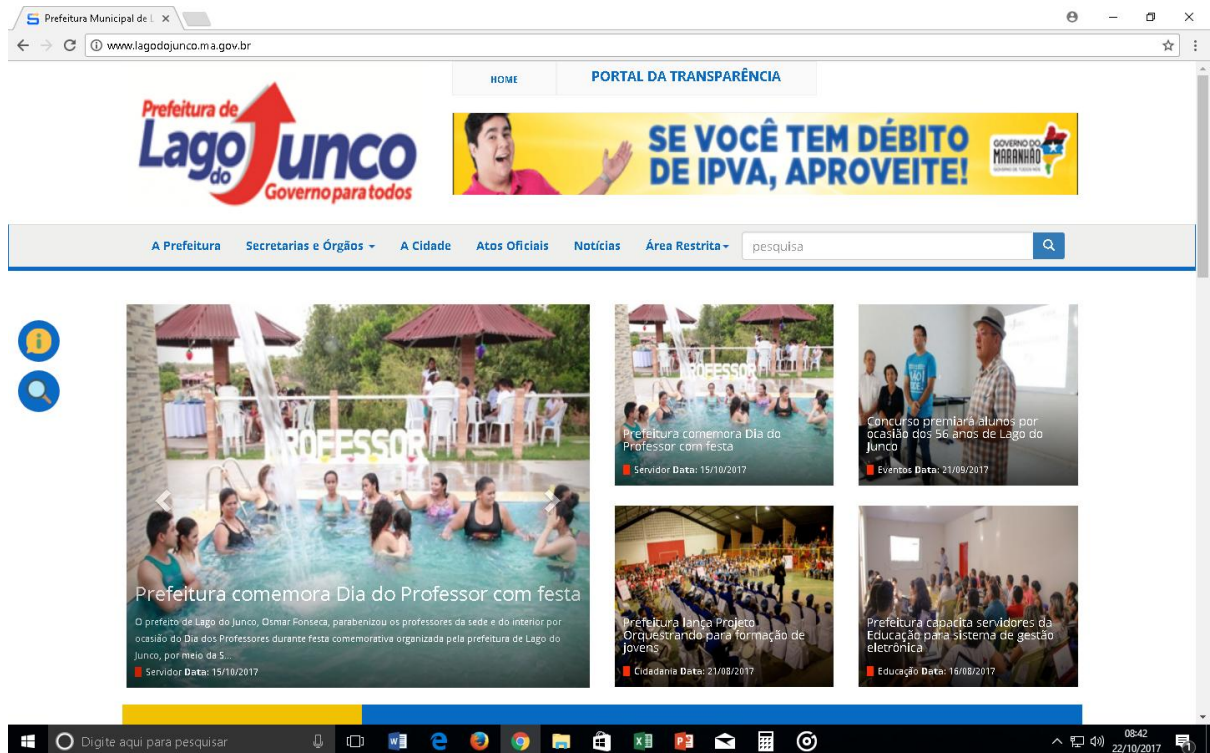 Prefeitura Municipal de L
www.lagodojunco.ma.gov.br
HOME
PORTAL DA TRANSPARÊNCIA
Prefeitura de
Lago do Junco
Governo para todos
SE VOCÊ TEM DÉBITO
DE IPVA, APROVEITE!
GOVERNO DO
MARANHÃO
A Prefeitura
Secretarias e Órgãos
A Cidade
Atos Oficiais
Notícias
Área Restrita
pesquisa
ROFESSOR
Prefeitura comemora Dia do Professor com festa
O prefeito de Lago do Junco, Osmar Fonseca, parabenizou os professores da sede e do interior por
ocasião do Dia dos Professores durante festa comemorativa organizada pela prefeitura de Lago do
Junco, por meio da S...
Servidor Data: 15/10/2017
ROFESSOR
Prefeitura comemora Dia do
Professor com festa
Servidor Data: 15/10/2017
Concurso premiará alunos por
ocasião dos 56 anos de Lago do
Junco
Eventos Data: 21/09/2017
Prefeitura lança Projeto
Orquestrando para formação de
jovens
Cidadania Data: 21/08/2017
Prefeitura capacita servidores da
Educação para sistema de gestão
eletrônica
Educação Data: 16/08/2017
Digite aqui para pesquisar
08:42
22/10/2017